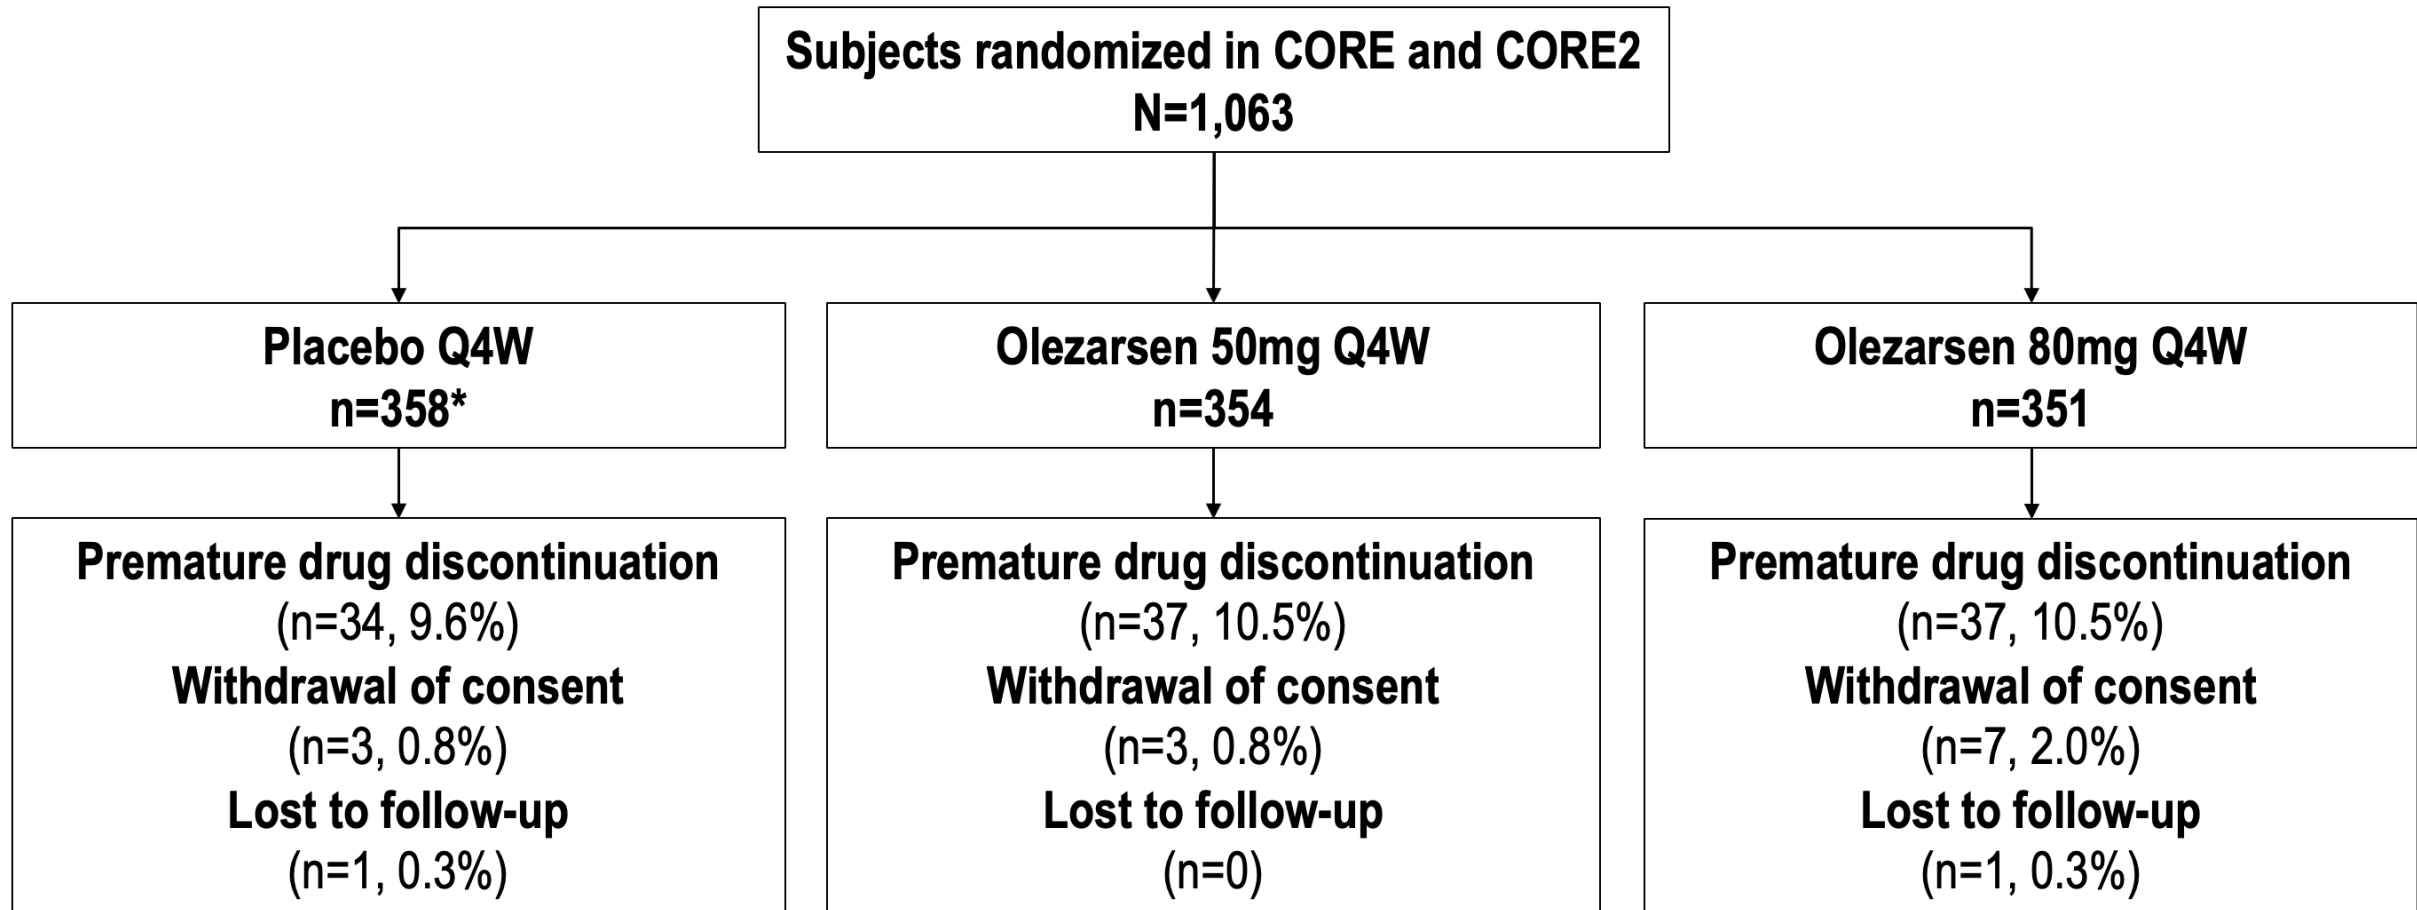 Subjects randomized in CORE and CORE2
N=1,063
Placebo Q4W
n=358*
Olezarsen 50mg Q4W
n=354
Olezarsen 80mg Q4W
n=351
Premature drug discontinuation
(n=34, 9.6%)
Withdrawal of consent
(n=3, 0.8%)
Lost to follow-up
(n=1, 0.3%)
Premature drug discontinuation
(n=37, 10.5%)
Withdrawal of consent
(n=3, 0.8%)
Lost to follow-up
(n=0)
Premature drug discontinuation
(n=37, 10.5%)
Withdrawal of consent
(n=7, 2.0%)
Lost to follow-up
(n=1, 0.3%)